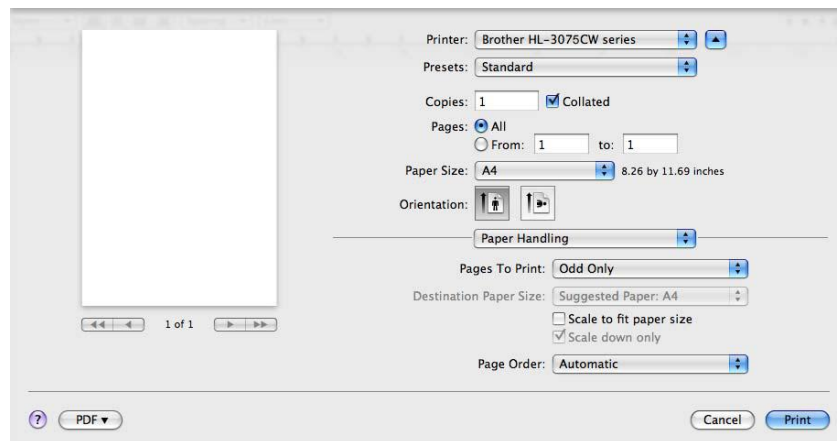 Printer: Brother HL-3075CW series
Presets: Standard
Copies: 1 Collated
Pages: All
From: 1 to: 1
Paper Size: A4 8.26 by 11.69 inches
Orientation:
Paper Handling
Pages To Print: Odd Only
Destination Paper Size: Suggested Paper: A4
Scale to fit paper size
1 of 1
Scale down only
Page Order: Automatic
? PDF Cancel Print